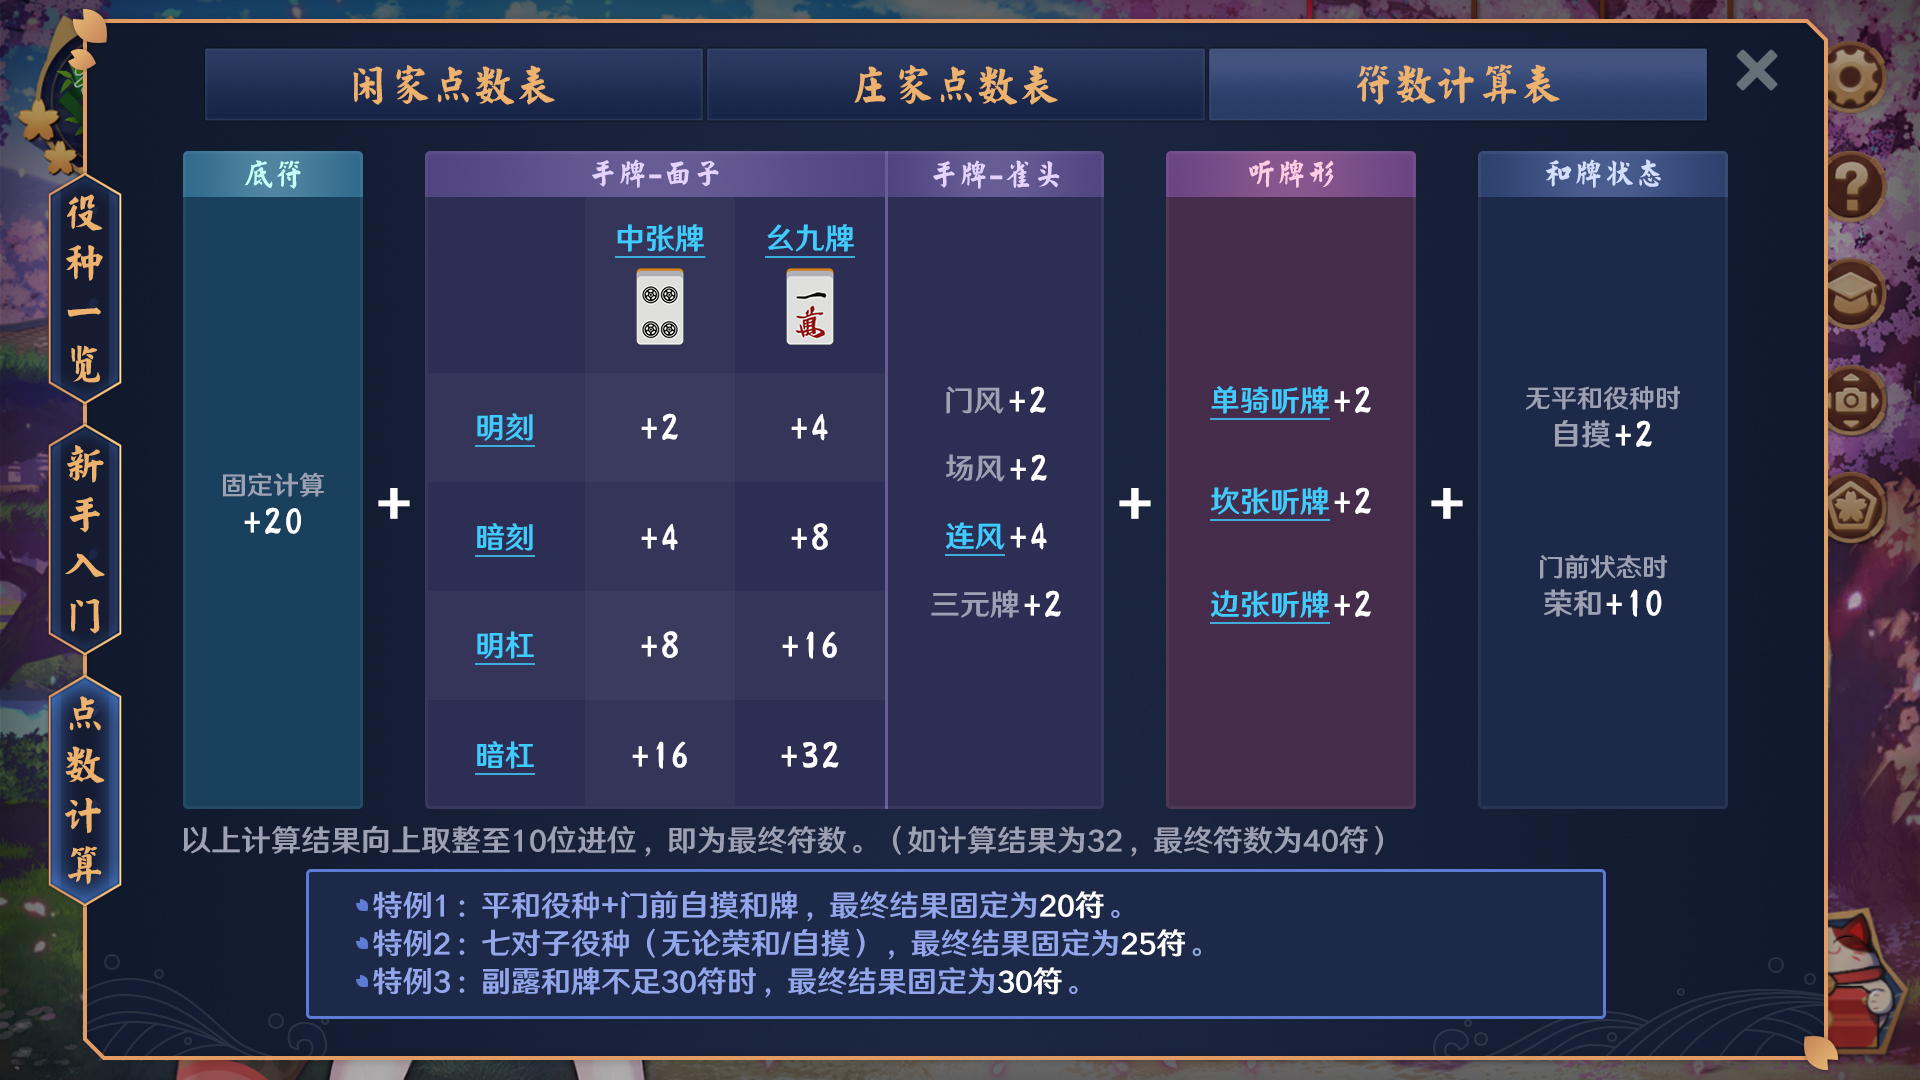 闲家点数表
庄家点数表
符数计算表
役种一览
新手入门
点数计算
底符
固定计算
+20
+
手牌-面子
中张牌
幺九牌
一萬
明刻
+2
+4
暗刻
+4
+8
明杠
+8
+16
暗杠
+16
+32
手牌-雀头
门风+2
场风+2
连风+4
三元牌+2
+
听牌形
单骑听牌+2
坎张听牌+2
边张听牌+2
+
和牌状态
无平和役种时
自摸+2
门前状态时
荣和+10
以上计算结果向上取整至10位进位，即为最终符数。（如计算结果为32，最终符数为40符）
特例1：平和役种+门前自摸和牌，最终结果固定为20符。
特例2：七对子役种（无论荣和/自摸），最终结果固定为25符。
特例3：副露和牌不足30符时，最终结果固定为30符。